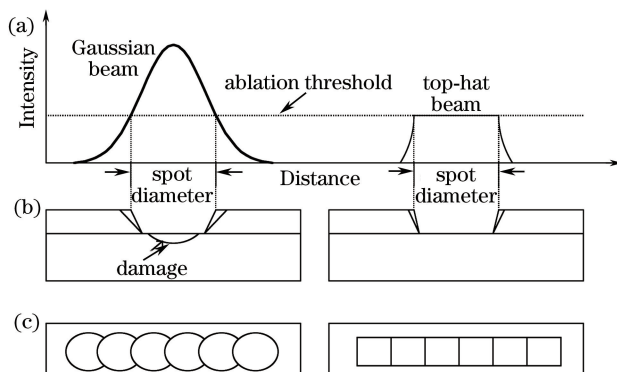 (a)
Intensity
Gaussian
beam
ablation threshold
top-hat
beam
spot
diameter
Distance
spot
diameter
(b)
damage
(c)